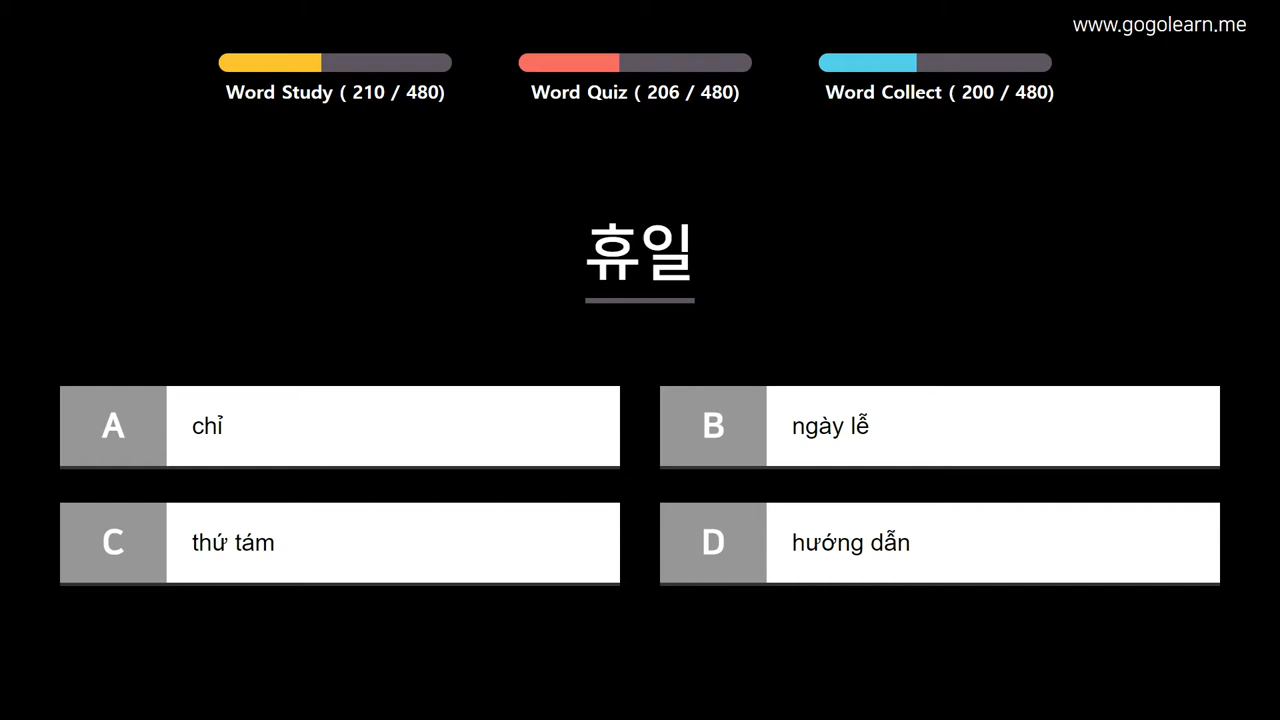 www.gogolearn.me
Word Study ( 210 / 480)
Word Quiz ( 206 / 480)
Word Collect ( 200 / 480)
휴일
A chỉ
B ngày lễ
C thứ tám
D hướng dẫn